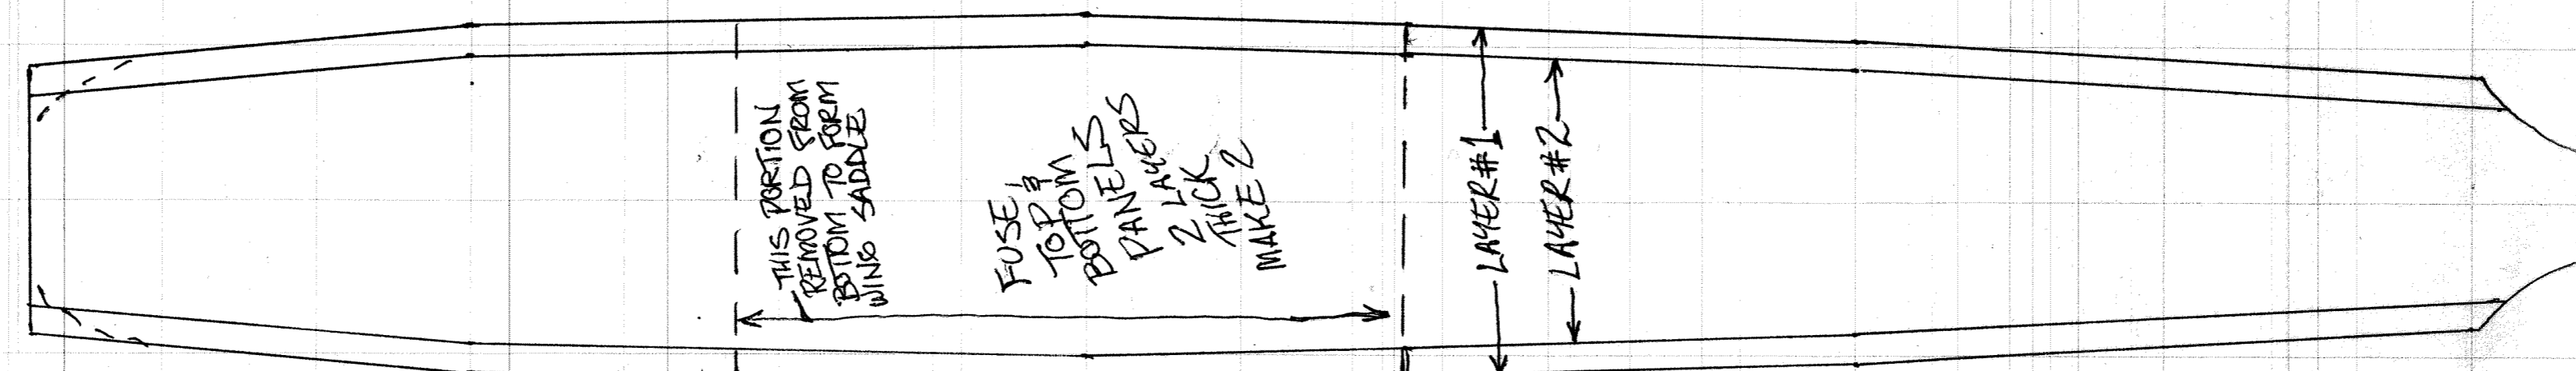 THIS PORTION
REMOVED FROM
BOTTOM TO FORM
WING SADDLE
FUSE
TOP &
BOTTOM
PANELS
2 LAYERS
THICK
MAKE 2
LAYER #1
LAYER #2